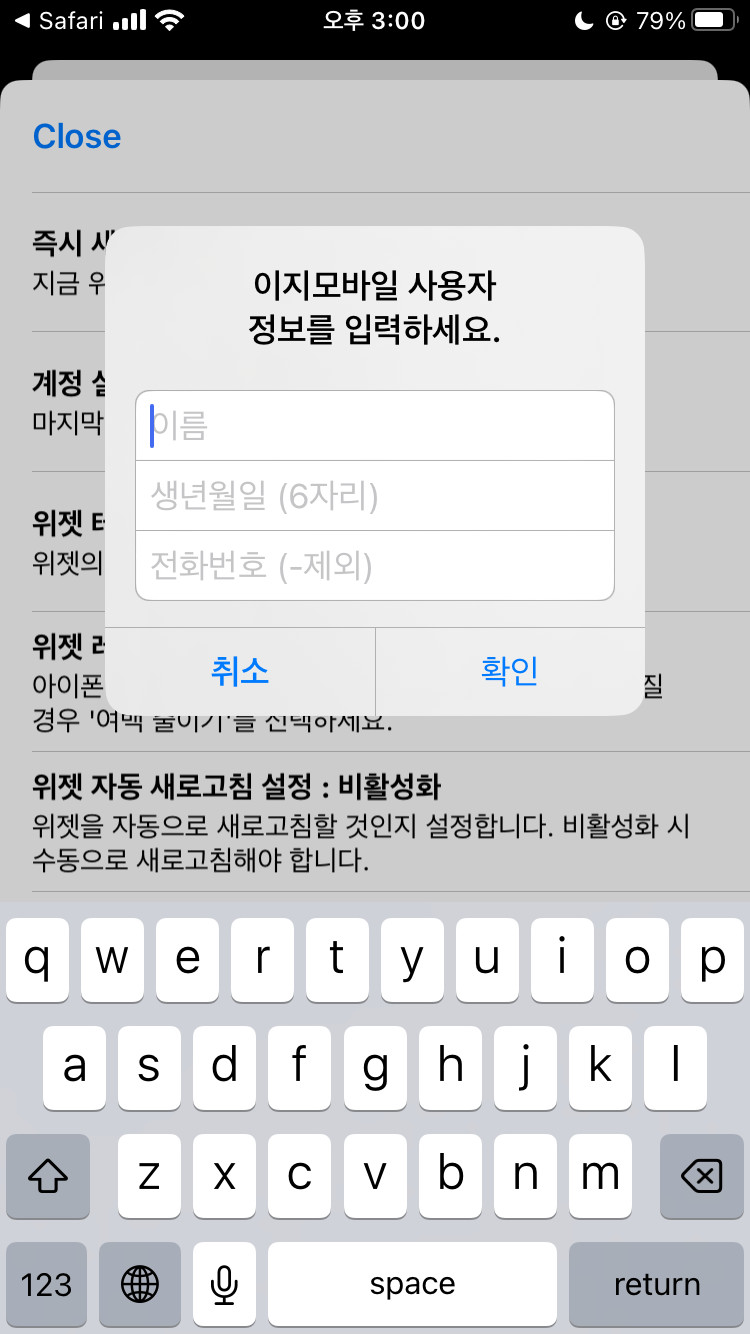 Safari 오후 3:00 79%
Close
즉시
지금
이지모바일 사용자
정보를 입력하세요.
계정
마지막
이름
생년월일 (6자리)
전화번호 (-제외)
위젯
위젯의
취소 확인
위젯
아이폰 질
경우 '여백 줄이기'를 선택하세요.
위젯 자동 새로고침 설정 : 비활성화
위젯을 자동으로 새로고침할 것인지 설정합니다. 비활성화 시
수동으로 새로고침해야 합니다.
q w e r t y u i o p
a s d f g h j k l
z x c v b n m
123 space return